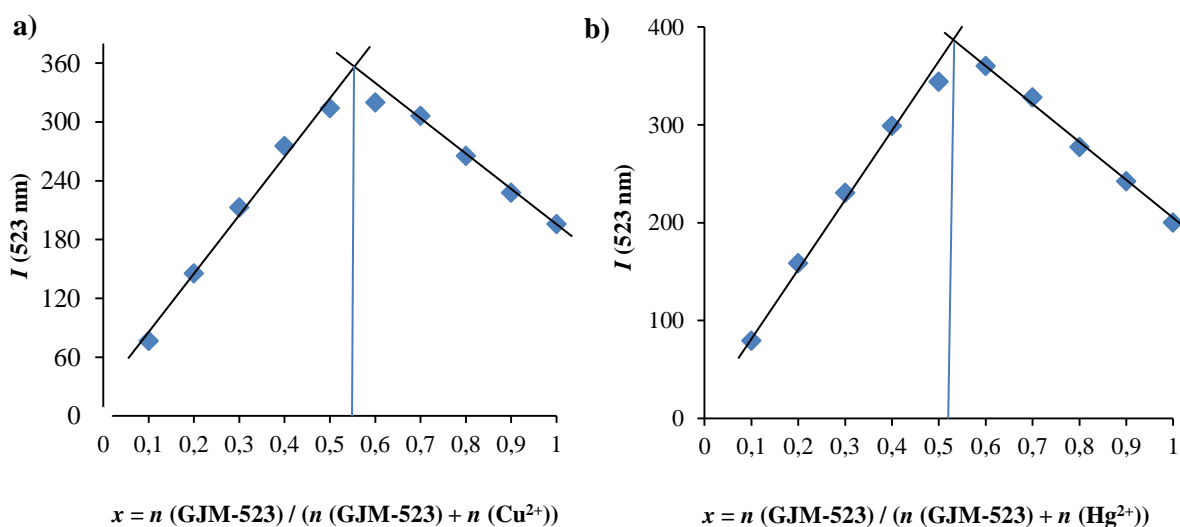 a)
I (523 nm)
360
300
240
180
120
60
0
0 0,1 0,2 0,3 0,4 0,5 0,6 0,7 0,8 0,9 1
x = n (GJM-523) / (n (GJM-523) + n (Cu²⁺))
b)
I (523 nm)
400
300
200
100
0
0 0,1 0,2 0,3 0,4 0,5 0,6 0,7 0,8 0,9 1
x = n (GJM-523) / (n (GJM-523) + n (Hg²⁺))